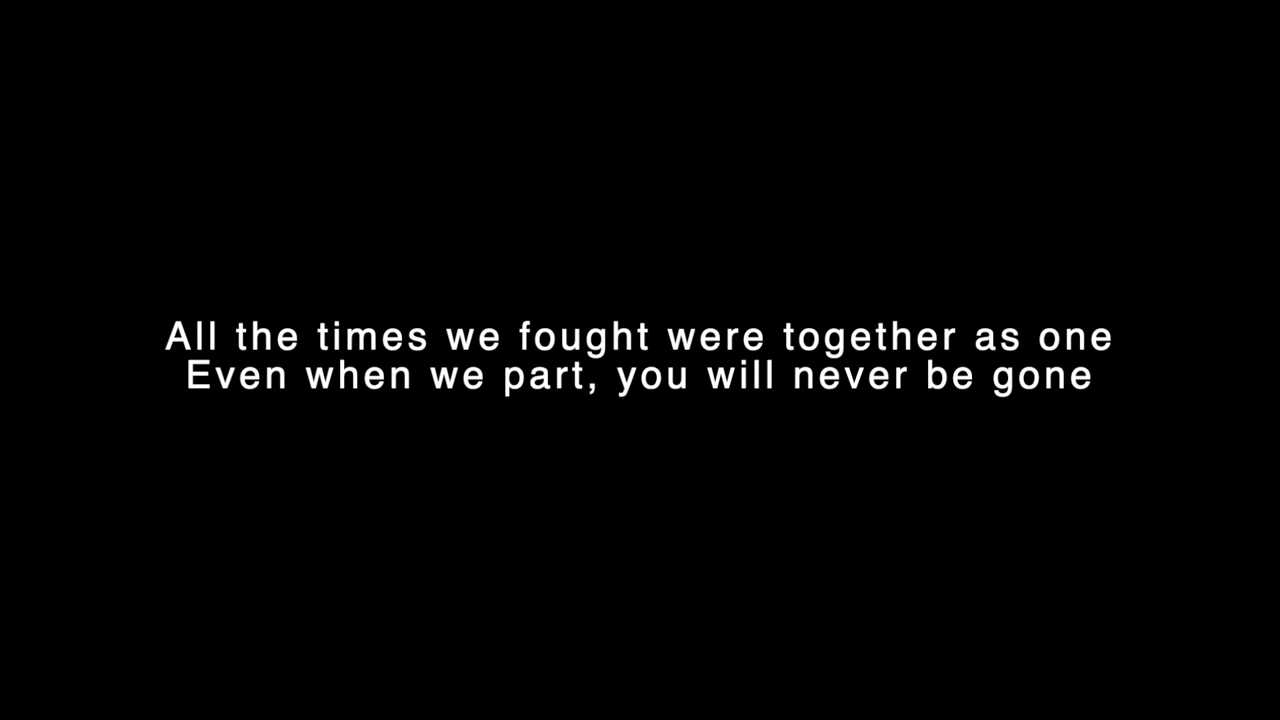 All the times we fought were together as one
Even when we part, you will never be gone